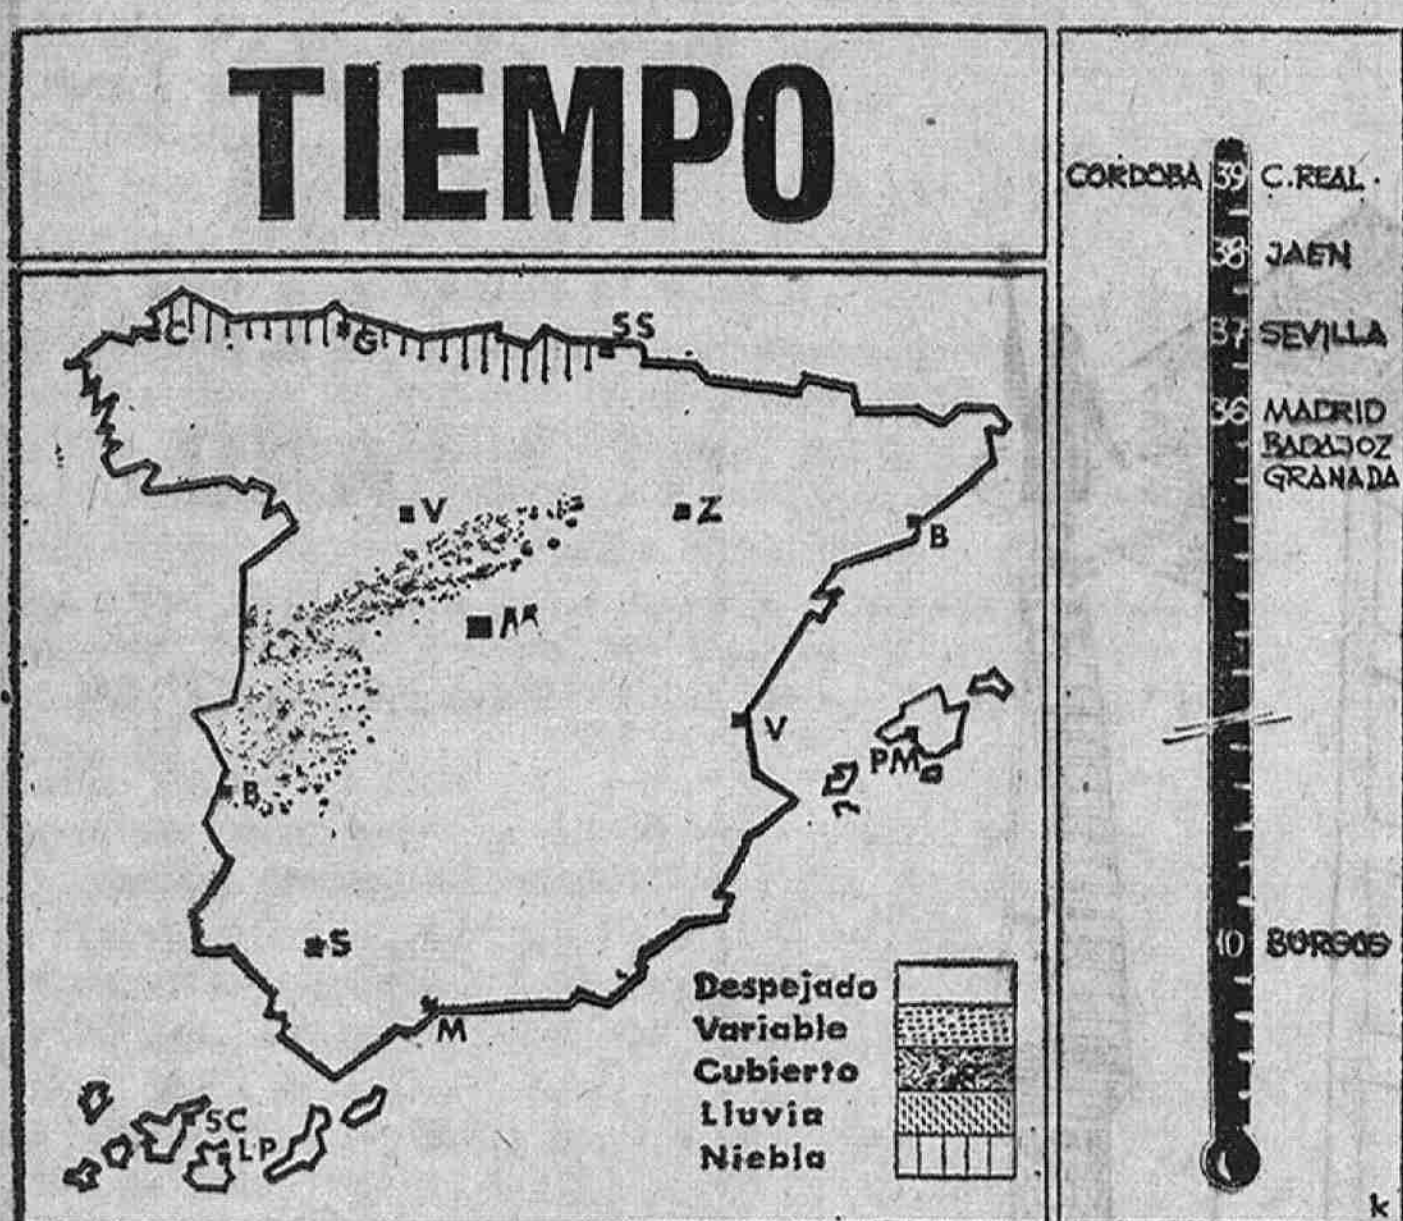 TIEMPO
CORDOBA 39 C.REAL.
38 JAEN
37 SEVILLA
36 MADRID
BADAJOZ
GRANADA
10 BURGOS
C
G
SS
V
Z
B
V
PM
B
S
M
SC
LP
Despejado
Variable
Cubierto
Lluvia
Niebla
k